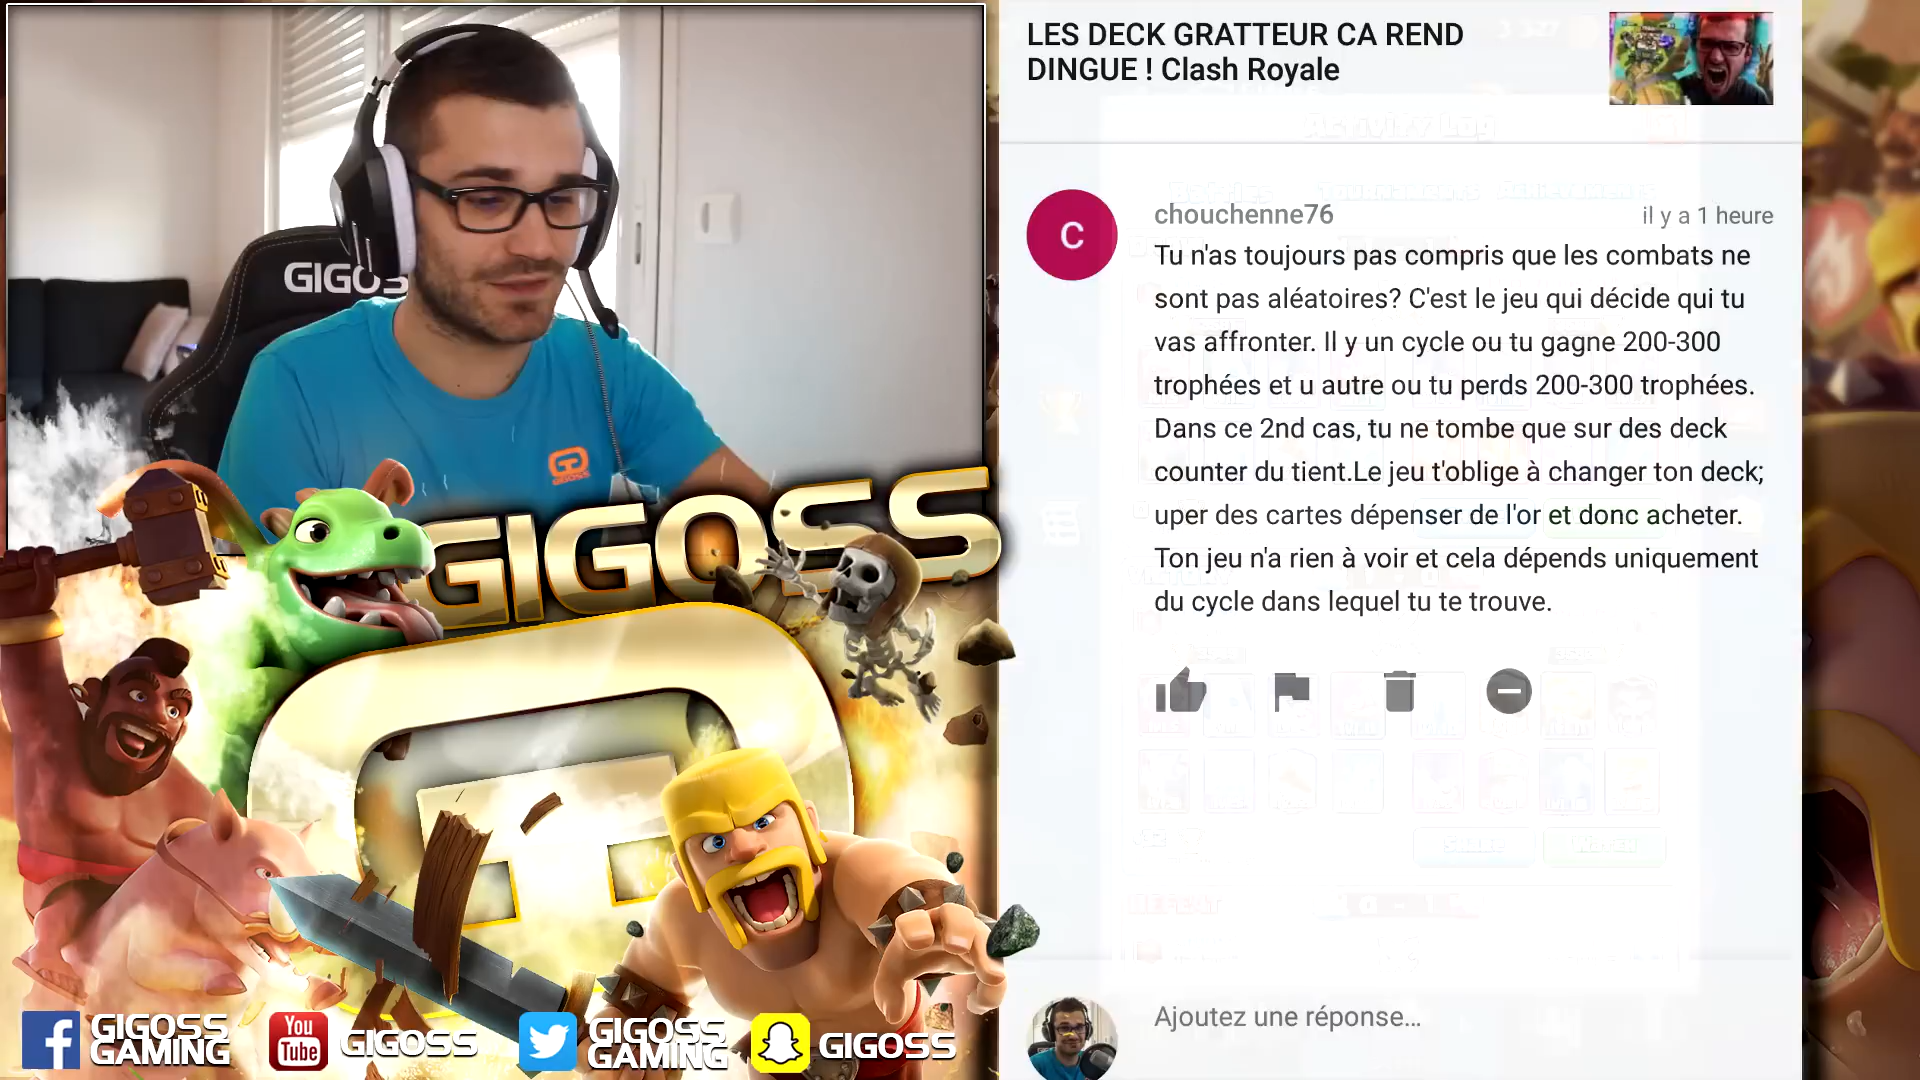 LES DECK GRATTEUR CA REND
DINGUE ! Clash Royale
Activity Log
C
chouchenne76
il y a 1 heure
Tu n'as toujours pas compris que les combats ne
sont pas aléatoires? C'est le jeu qui décide qui tu
vas affronter. Il y un cycle ou tu gagne 200-300
trophées et u autre ou tu perds 200-300 trophées.
Dans ce 2nd cas, tu ne tombe que sur des deck
counter du tient.Le jeu t'oblige à changer ton deck;
uper des cartes dépenser de l'or et donc acheter.
Ton jeu n'a rien à voir et cela dépends uniquement
du cycle dans lequel tu te trouve.
DEFEAT
Ajoutez une réponse...
GIGOSS
GIGOSS
GIGOSS
GIGOSS
GAMING
You
Tube
GIGOSS
GIGOSS
GAMING
GIGOSS